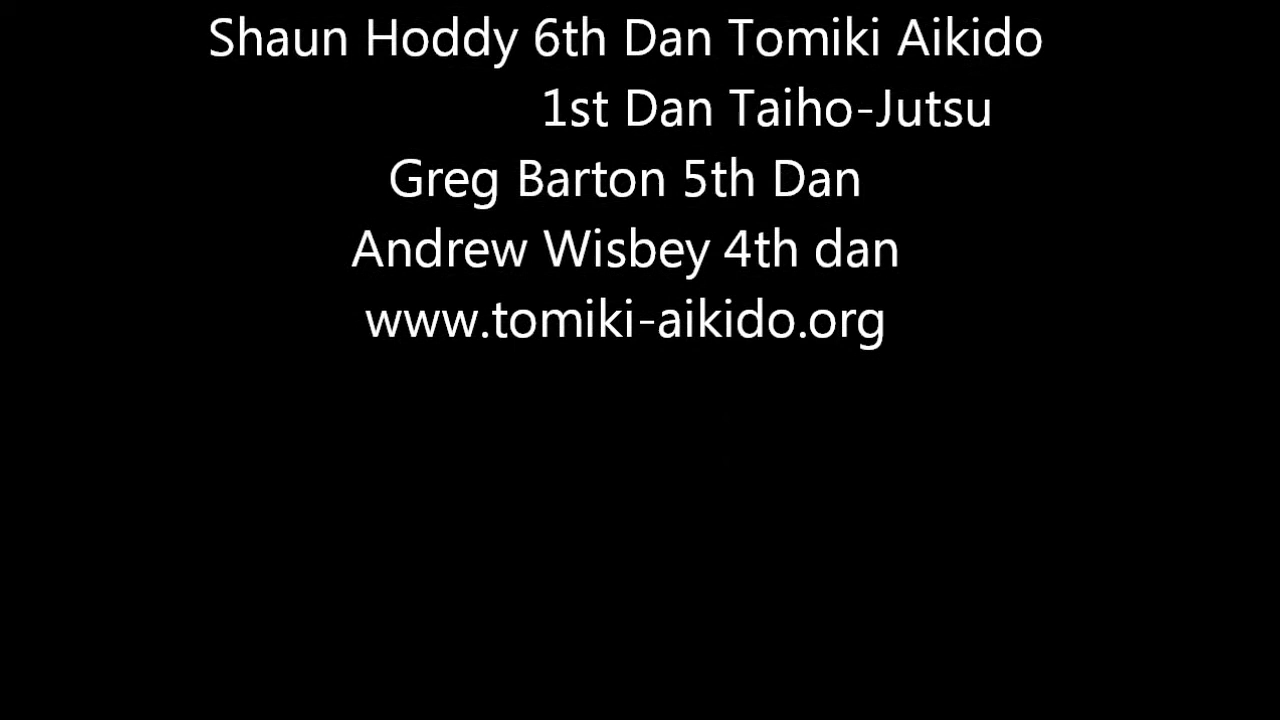 Shaun Hoddy 6th Dan Tomiki Aikido
1st Dan Taiho-Jutsu
Greg Barton 5th Dan
Andrew Wisbey 4th dan
www.tomiki-aikido.org